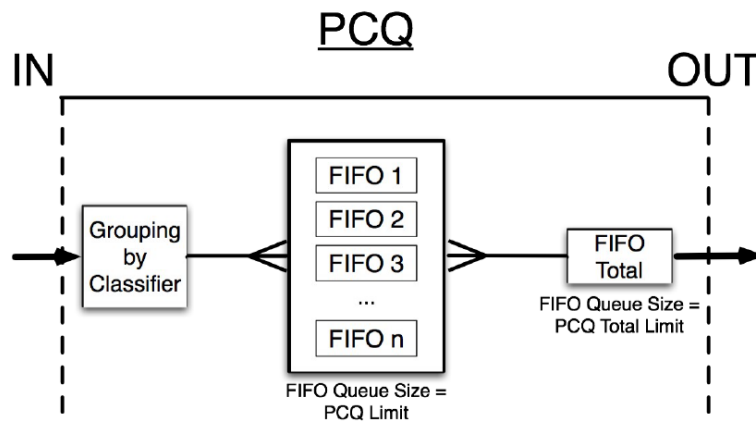 PCQ
IN
OUT
Grouping
by
Classifier
FIFO 1
FIFO 2
FIFO 3
...
FIFO n
FIFO Queue Size =
PCQ Limit
FIFO
Total
FIFO Queue Size =
PCQ Total Limit